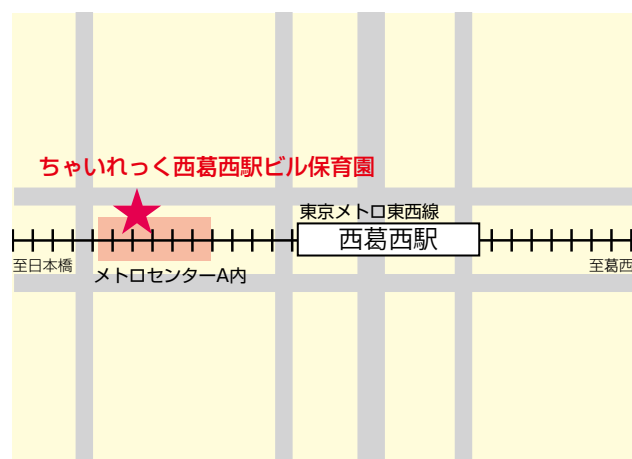 ちゃいれっく西葛西駅ビル保育園
東京メトロ東西線
西葛西駅
至日本橋
メトロセンターA内
至葛西